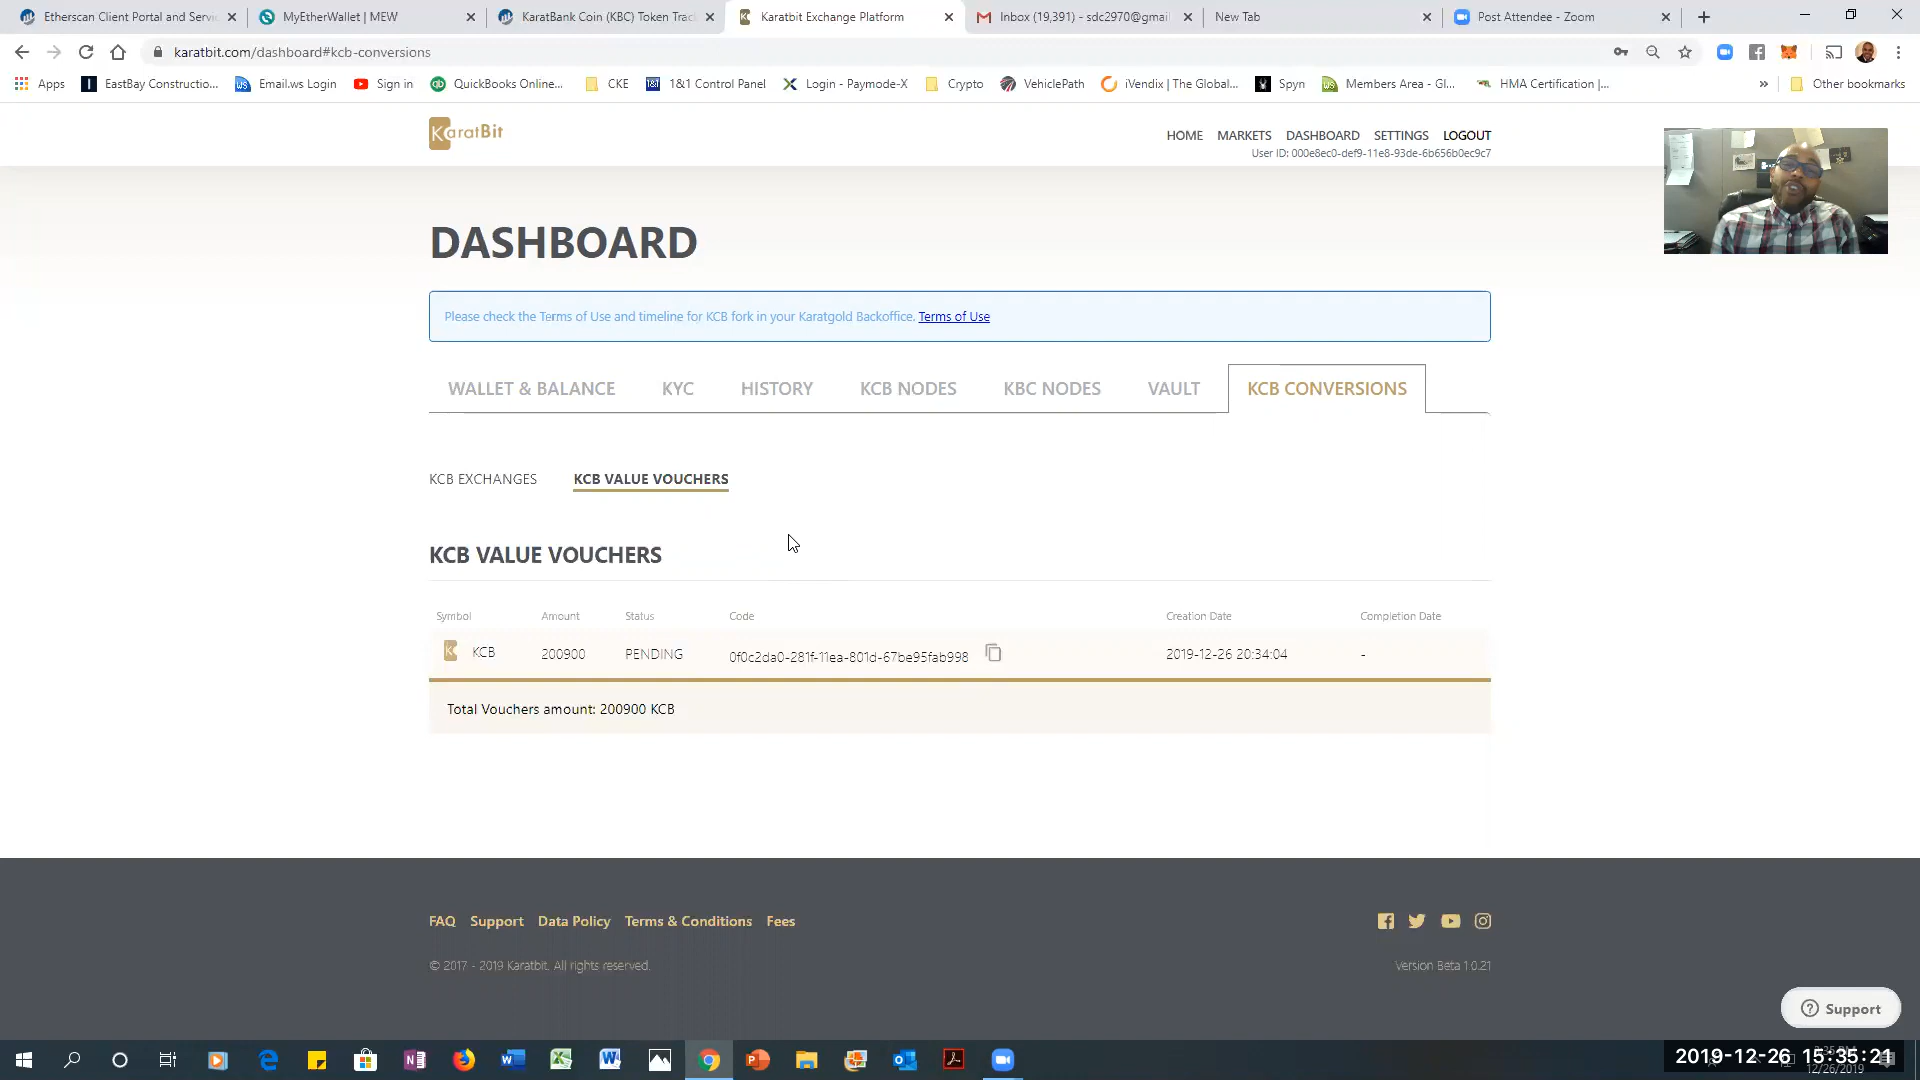 Etherscan Client Portal and Servi
MyEtherWallet | MEW
KaratBank Coin (KBC) Token Trac
Karatbit Exchange Platform
Inbox (19,391) - sdc2970@gmai
New Tab
Post Attendee - Zoom
karatbit.com/dashboard#kcb-conversions
Apps
EastBay Constructio...
Email.ws Login
Sign in
QuickBooks Online...
CKE
1&1 Control Panel
Login - Paymode-X
Crypto
VehiclePath
iVendix | The Global...
Spyn
Members Area - Gl...
HMA Certification |...
» Other bookmarks
KaratBit
HOME MARKETS DASHBOARD SETTINGS LOGOUT
User ID: 000e8ec0-def9-11e8-93de-6b656b0ec9c7
DASHBOARD
Please check the Terms of Use and timeline for KCB fork in your Karatgold Backoffice. Terms of Use
WALLET & BALANCE KYC HISTORY KCB NODES KBC NODES VAULT KCB CONVERSIONS
KCB EXCHANGES KCB VALUE VOUCHERS
KCB VALUE VOUCHERS
Symbol Amount Status Code Creation Date Completion Date
KCB 200900 PENDING 0f0c2da0-281f-11ea-801d-67be95fab998 2019-12-26 20:34:04 -
Total Vouchers amount: 200900 KCB
FAQ Support Data Policy Terms & Conditions Fees
© 2017 - 2019 Karatbit. All rights reserved.
Version Beta 1.0.21
Support
2019-12-26 15:35:21
12/26/2019